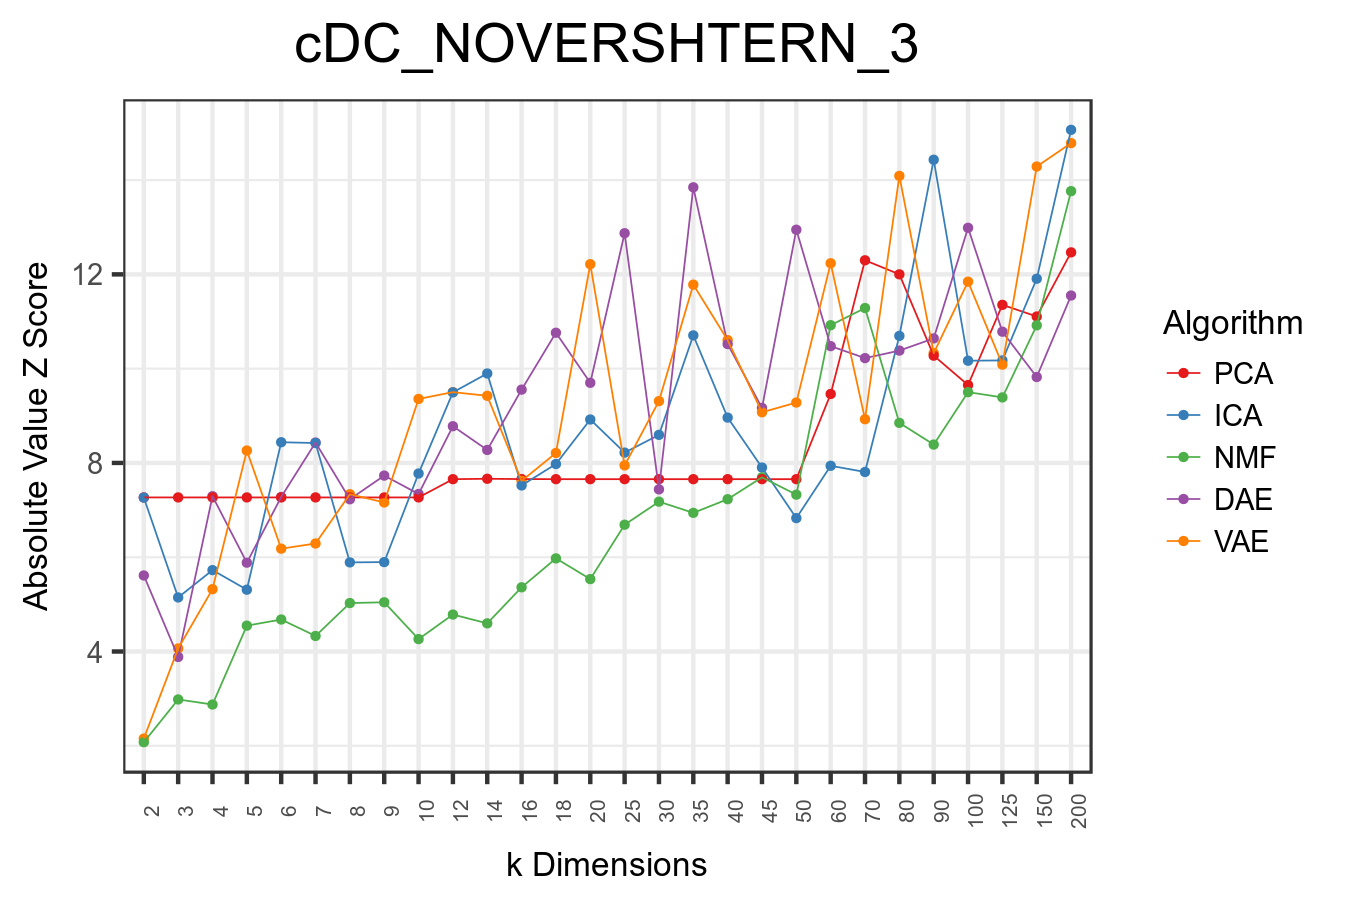 cDC_NOVERSHTERN_3
Absolute Value Z Score
12
8
4
2 3 4 5 6 7 8 9 10 12 14 16 18 20 25 30 35 40 45 50 60 70 80 90 100 125 150 200
k Dimensions
Algorithm
PCA
ICA
NMF
DAE
VAE